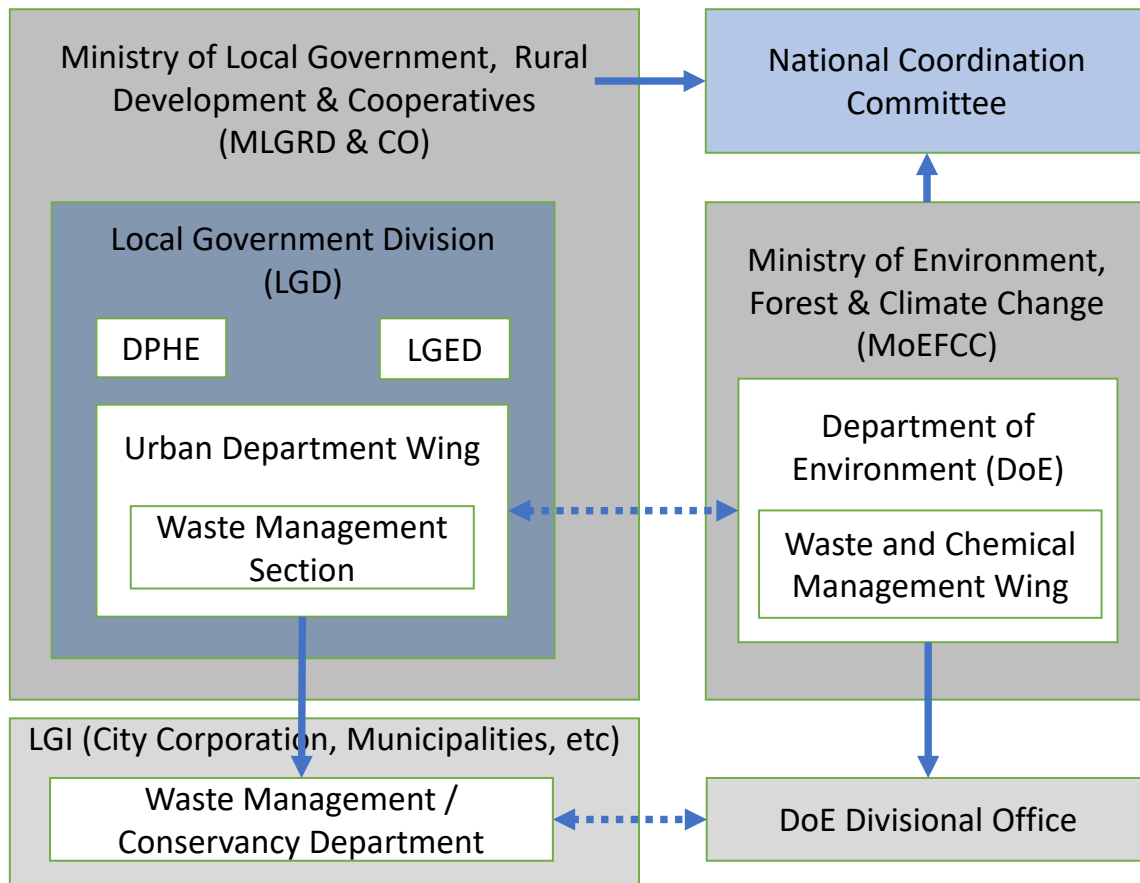 Ministry of Local Government, Rural
Development & Cooperatives
(MLGRD & CO)
National Coordination
Committee
Local Government Division
(LGD)
DPHE
LGED
Urban Department Wing
Waste Management
Section
Ministry of Environment,
Forest & Climate Change
(MoEFCC)
Department of
Environment (DoE)
Waste and Chemical
Management Wing
LGI (City Corporation, Municipalities, etc)
Waste Management /
Conservancy Department
DoE Divisional Office